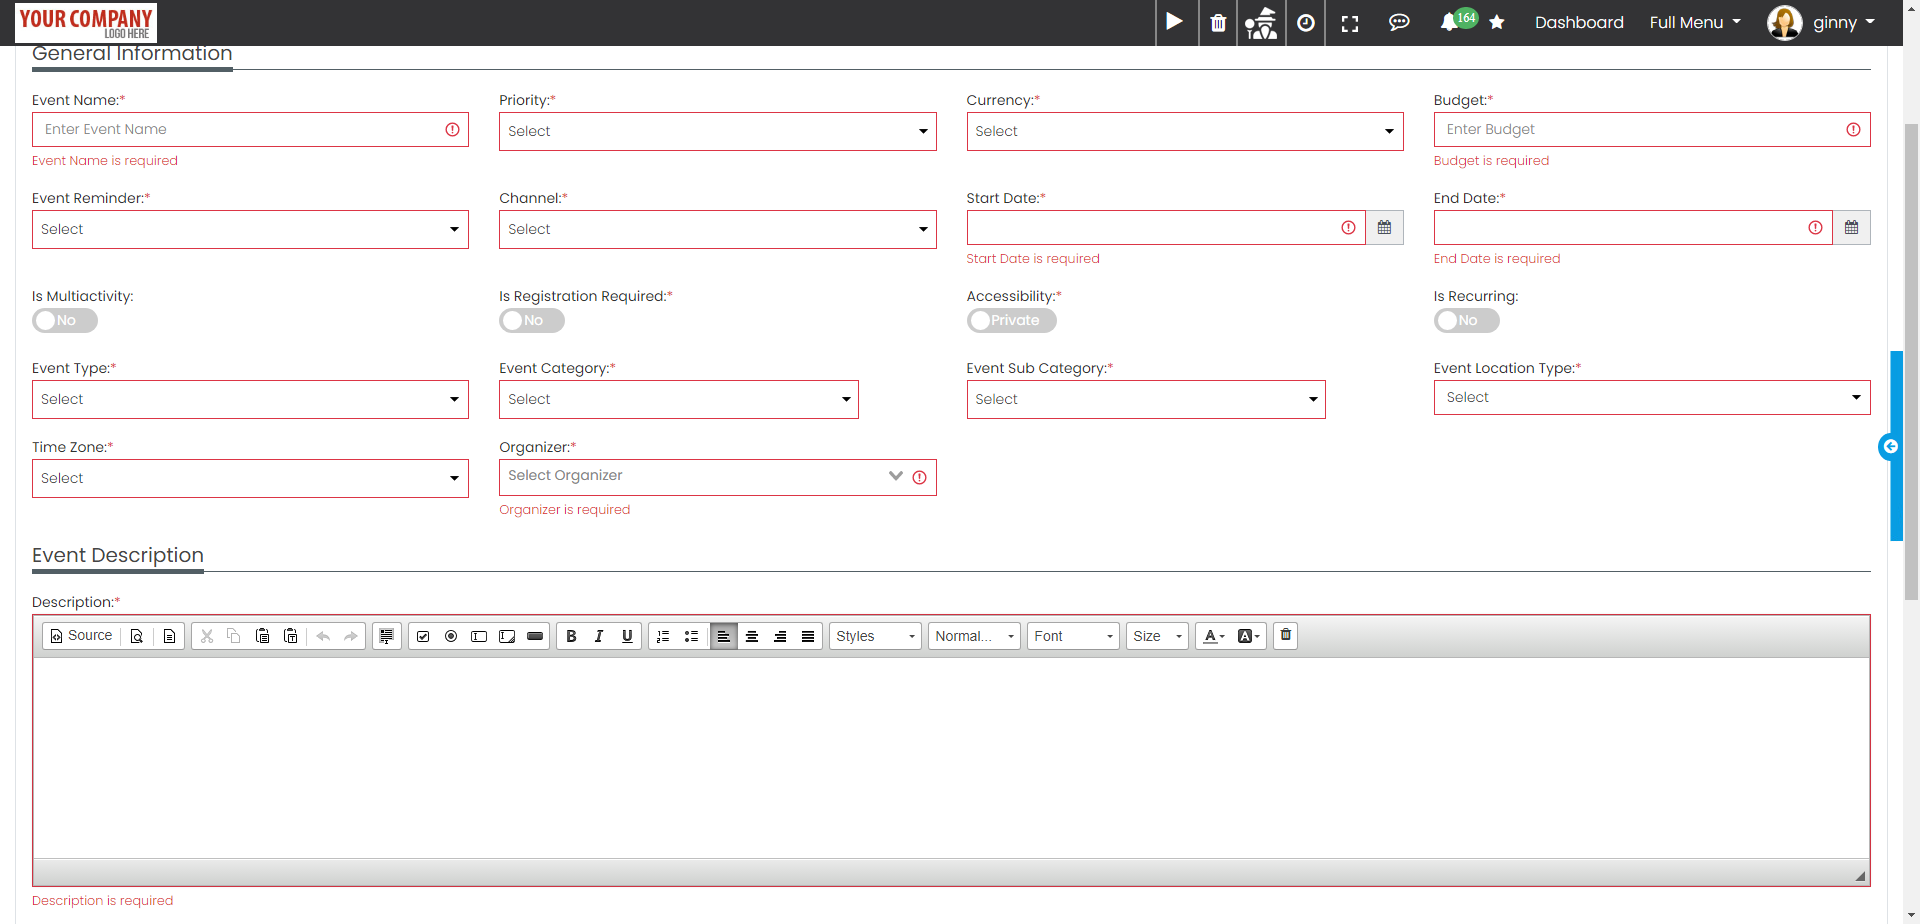 YOUR COMPANY
LOGO HERE
164
Dashboard
Full Menu
ginny
General Information
Event Name:*
Priority:*
Currency:*
Budget:*
Enter Event Name
Select
Select
Enter Budget
Event Name is required
Budget is required
Event Reminder:*
Channel:*
Start Date:*
End Date:*
Select
Select
Start Date is required
End Date is required
Is Multiactivity:
Is Registration Required:*
Accessibility:*
Is Recurring:
No
No
Private
No
Event Type:*
Event Category:*
Event Sub Category:*
Event Location Type:*
Select
Select
Select
Select
Time Zone:*
Organizer:*
Select
Select Organizer
Organizer is required
Event Description
Description:*
Source
B
I
U
Styles
Normal...
Font
Size
A
A
Description is required